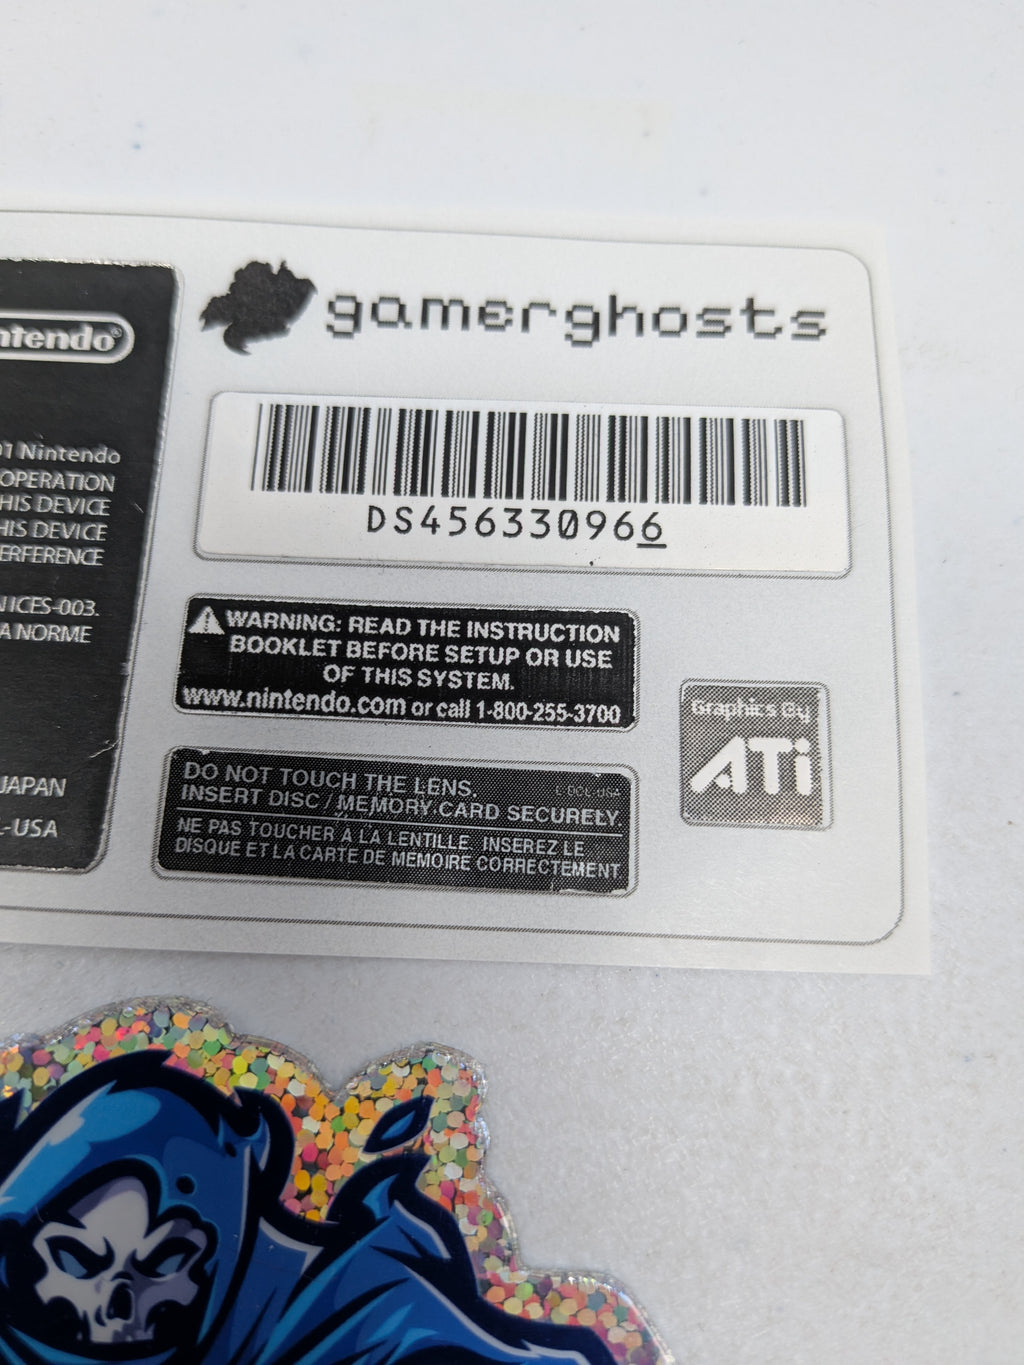 ntendo®
01 Nintendo
OPERATION
HIS DEVICE
HIS DEVICE
ERFERENCE
ICES-003.
A NORME
JAPAN
L-USA
gamerghosts
DS456330966
WARNING: READ THE INSTRUCTION
BOOKLET BEFORE SETUP OR USE
OF THIS SYSTEM.
www.nintendo.com or call 1-800-255-3700
DO NOT TOUCH THE LENS.
INSERT DISC / MEMORY CARD SECURELY.
DOL-USA
NE PAS TOUCHER À LA LENTILLE. INSEREZ LE
DISQUE ET LA CARTE DE MEMOIRE CORRECTEMENT
Graphics By
ATi